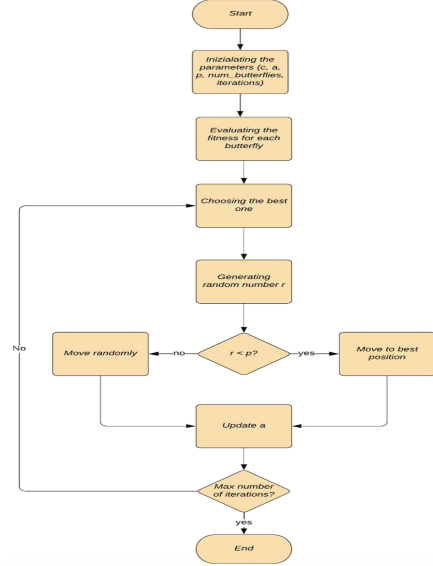 Start
Inizialating the
parameters (c, a,
p, num_butterflies,
iterations)
Evaluating the
fitness for each
butterfly
Choosing the best
one
Generating
random number r
No
Move randomly
no
r < p?
yes
Move to best
position
Update a
Max number
of iterations?
yes
End